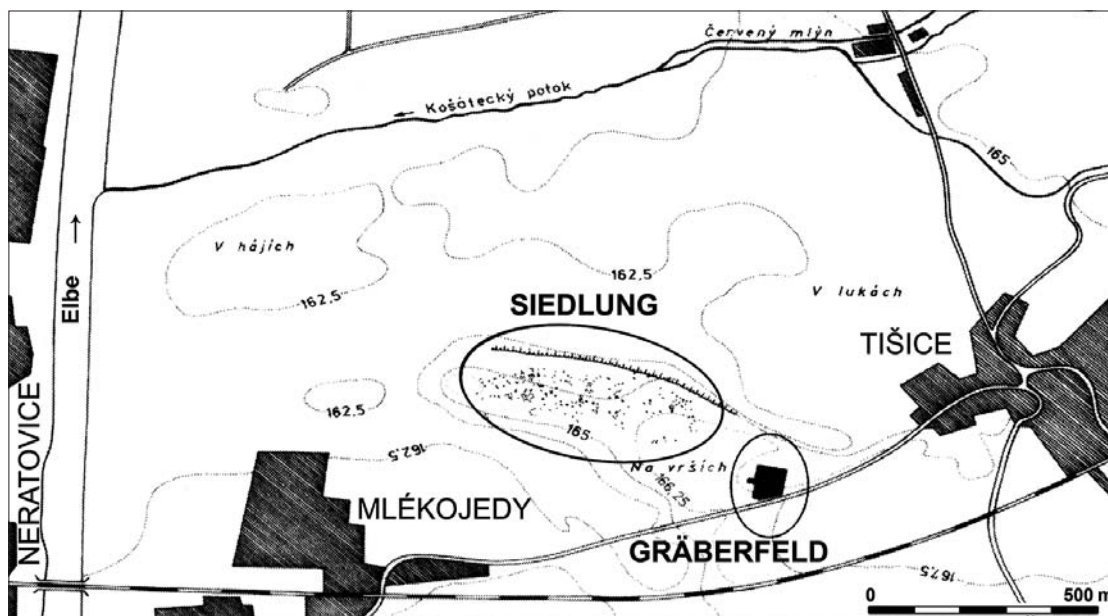 Červený mlýn
Košátecký potok
165
V hájích
162,5
162,5
V lukách
Elbe
SIEDLUNG
TIŠICE
162,5
165
162,5
Na vrších
166,25
NERATOVICE
MLÉKOJEDY
GRÄBERFELD
167,5
0 500 m